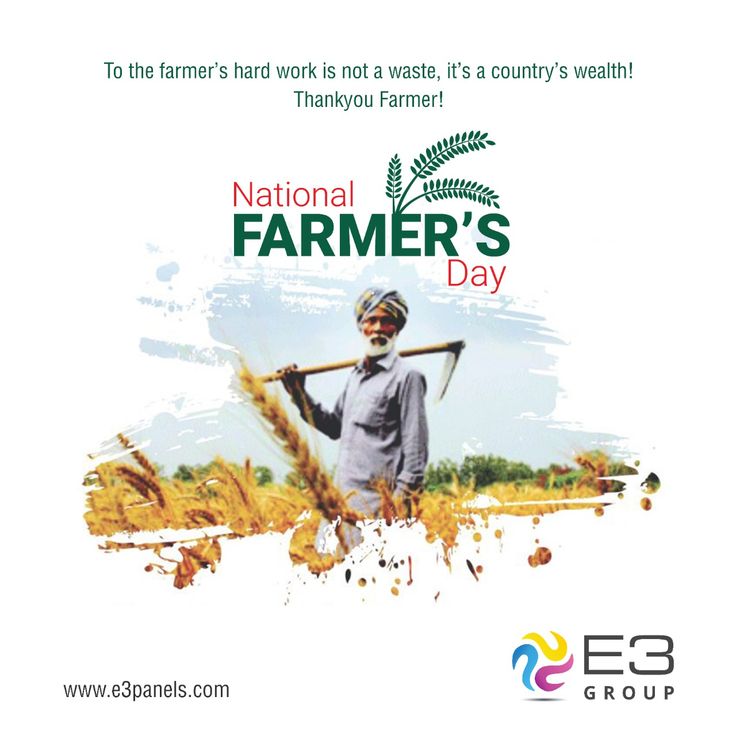 To the farmer’s hard work is not a waste, it’s a country’s wealth!
Thankyou Farmer!
National
FARMER’S
Day
E3
GROUP
www.e3panels.com